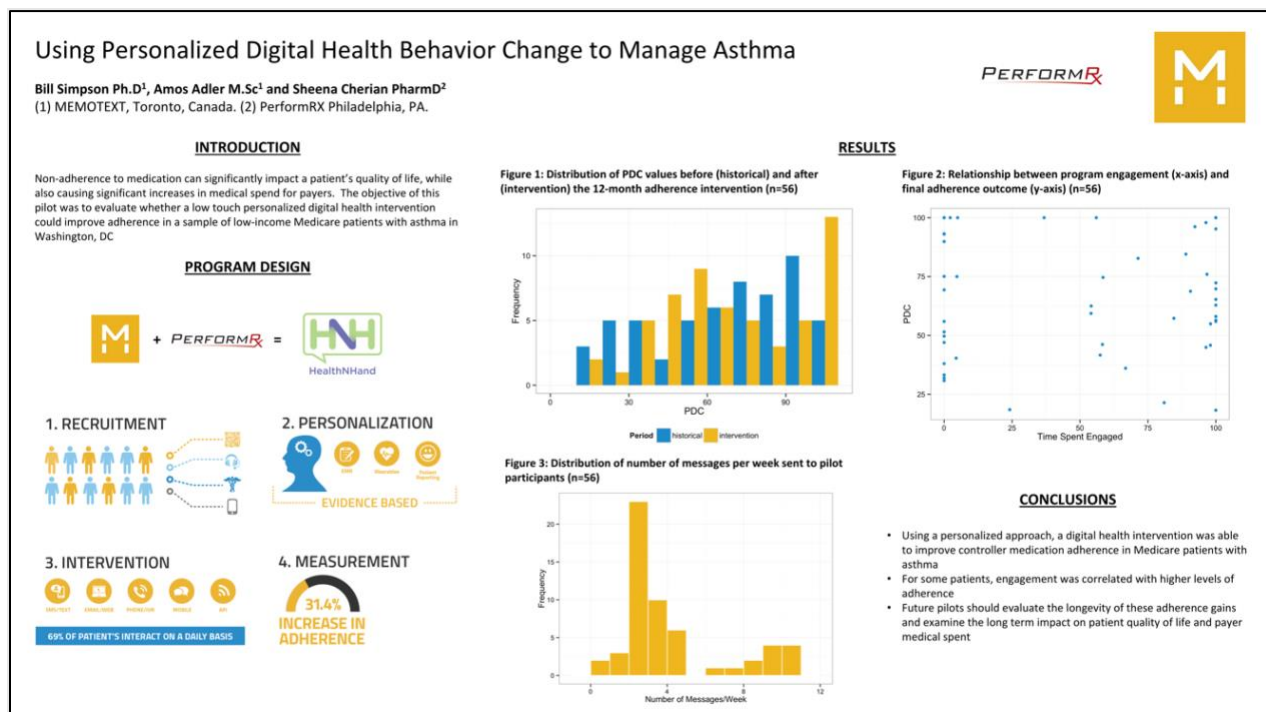 Using Personalized Digital Health Behavior Change to Manage Asthma
Bill Simpson Ph.D¹, Amos Adler M.Sc¹ and Sheena Cherian PharmD²
(1) MEMOTEXT, Toronto, Canada. (2) PerformRX Philadelphia, PA.
PERFORMRx
M
INTRODUCTION
Non-adherence to medication can significantly impact a patient's quality of life, while
also causing significant increases in medical spend for payers. The objective of this
pilot was to evaluate whether a low touch personalized digital health intervention
could improve adherence in a sample of low-income Medicare patients with asthma in
Washington, DC
PROGRAM DESIGN
M + PERFORMRx = HNH
HealthNHand
1. RECRUITMENT
2. PERSONALIZATION
EVIDENCE BASED
3. INTERVENTION
SMS/TEXT EMAIL/WEB PHONE/IVR MOBILE API
69% OF PATIENT'S INTERACT ON A DAILY BASIS
4. MEASUREMENT
31.4%
INCREASE IN
ADHERENCE
RESULTS
Figure 1: Distribution of PDC values before (historical) and after
(intervention) the 12-month adherence intervention (n=56)
Frequency
10
5
0
0 30 60 90
PDC
Period historical intervention
Figure 2: Relationship between program engagement (x-axis) and
final adherence outcome (y-axis) (n=56)
PDC
100
75
50
25
0 25 50 75 100
Time Spent Engaged
Figure 3: Distribution of number of messages per week sent to pilot
participants (n=56)
Frequency
20
15
10
5
0
0 4 8 12
Number of Messages/Week
CONCLUSIONS
• Using a personalized approach, a digital health intervention was able
to improve controller medication adherence in Medicare patients with
asthma
• For some patients, engagement was correlated with higher levels of
adherence
• Future pilots should evaluate the longevity of these adherence gains
and examine the long term impact on patient quality of life and payer
medical spent